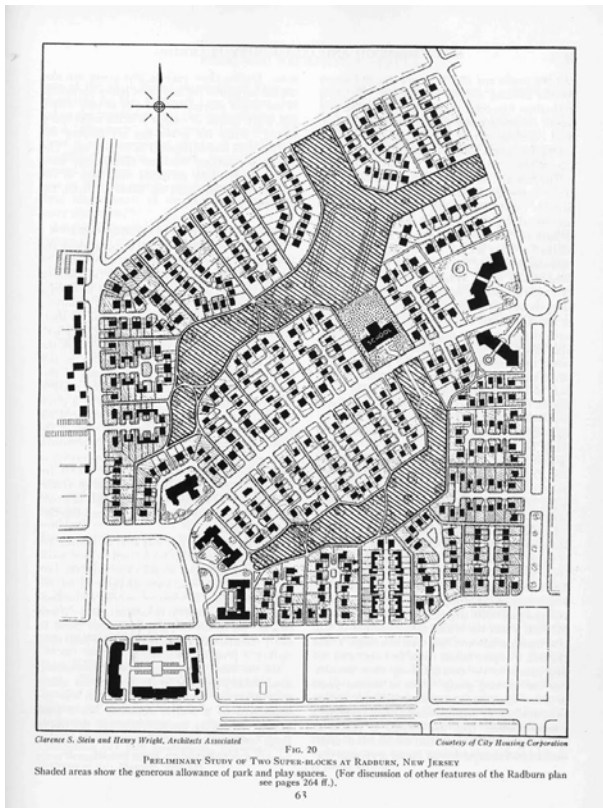 SCHOOL
Clarence S. Stein and Henry Wright, Architects Associated
Courtesy of City Housing Corporation
FIG. 20
PRELIMINARY STUDY OF TWO SUPER-BLOCKS AT RADBURN, NEW JERSEY
Shaded areas show the generous allowance of park and play spaces. (For discussion of other features of the Radburn plan
see pages 264 ff.).
63